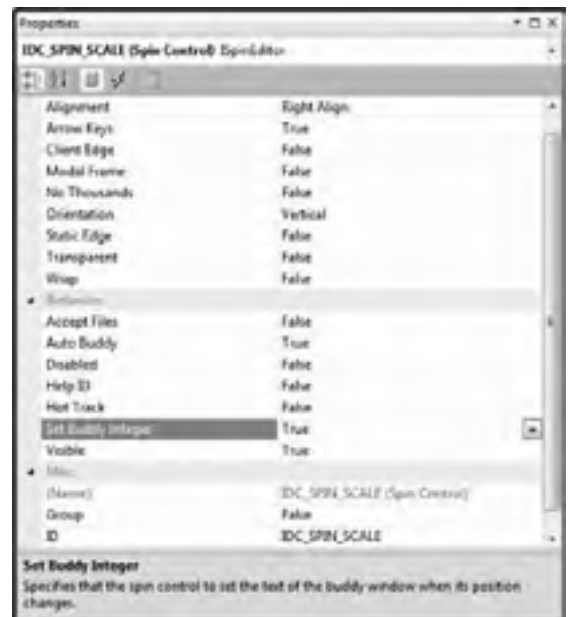 Properties
IDC_SPIN_SCALE (Spin Control) ISpinEditor
Alignment Right Align
Arrow Keys True
Client Edge False
Modal Frame False
No Thousands False
Orientation Vertical
Static Edge False
Transparent False
Wrap False
Behavior
Accept Files False
Auto Buddy True
Disabled False
Help ID False
Hot Track False
Set Buddy Integer True
Visible True
Misc
(Name) IDC_SPIN_SCALE (Spin Control)
Group False
ID IDC_SPIN_SCALE
Set Buddy Integer
Specifies that the spin control to set the text of the buddy window when its position
changes.